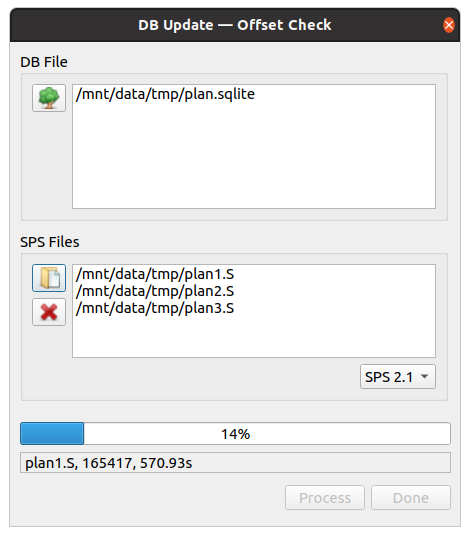 DB Update — Offset Check
DB File
/mnt/data/tmp/plan.sqlite
SPS Files
/mnt/data/tmp/plan1.S
/mnt/data/tmp/plan2.S
/mnt/data/tmp/plan3.S
SPS 2.1
14%
plan1.S, 165417, 570.93s
Process
Done